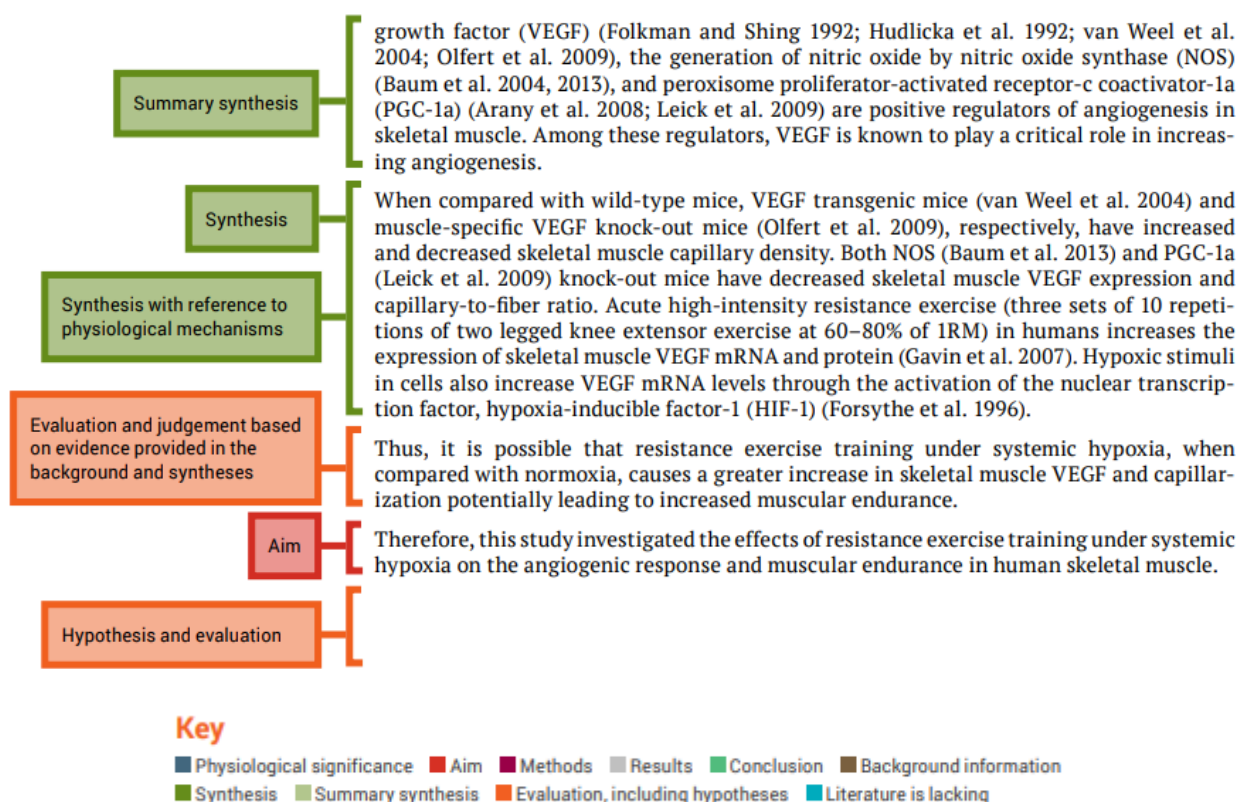 growth factor (VEGF) (Folkman and Shing 1992; Hudlicka et al. 1992; van Weel et al.
2004; Olfert et al. 2009), the generation of nitric oxide by nitric oxide synthase (NOS)
(Baum et al. 2004, 2013), and peroxisome proliferator-activated receptor-c coactivator-1a
(PGC-1a) (Arany et al. 2008; Leick et al. 2009) are positive regulators of angiogenesis in
skeletal muscle. Among these regulators, VEGF is known to play a critical role in increas-
ing angiogenesis.
Summary synthesis
When compared with wild-type mice, VEGF transgenic mice (van Weel et al. 2004) and
muscle-specific VEGF knock-out mice (Olfert et al. 2009), respectively, have increased
and decreased skeletal muscle capillary density. Both NOS (Baum et al. 2013) and PGC-1a
(Leick et al. 2009) knock-out mice have decreased skeletal muscle VEGF expression and
capillary-to-fiber ratio. Acute high-intensity resistance exercise (three sets of 10 repeti-
tions of two legged knee extensor exercise at 60–80% of 1RM) in humans increases the
expression of skeletal muscle VEGF mRNA and protein (Gavin et al. 2007). Hypoxic stimuli
in cells also increase VEGF mRNA levels through the activation of the nuclear transcrip-
tion factor, hypoxia-inducible factor-1 (HIF-1) (Forsythe et al. 1996).
Synthesis
Synthesis with reference to
physiological mechanisms
Thus, it is possible that resistance exercise training under systemic hypoxia, when
compared with normoxia, causes a greater increase in skeletal muscle VEGF and capillar-
ization potentially leading to increased muscular endurance.
Evaluation and judgement based
on evidence provided in the
background and syntheses
Therefore, this study investigated the effects of resistance exercise training under systemic
hypoxia on the angiogenic response and muscular endurance in human skeletal muscle.
Aim
Hypothesis and evaluation
Key
Physiological significance Aim Methods Results Conclusion Background information
Synthesis Summary synthesis Evaluation, including hypotheses Literature is lacking